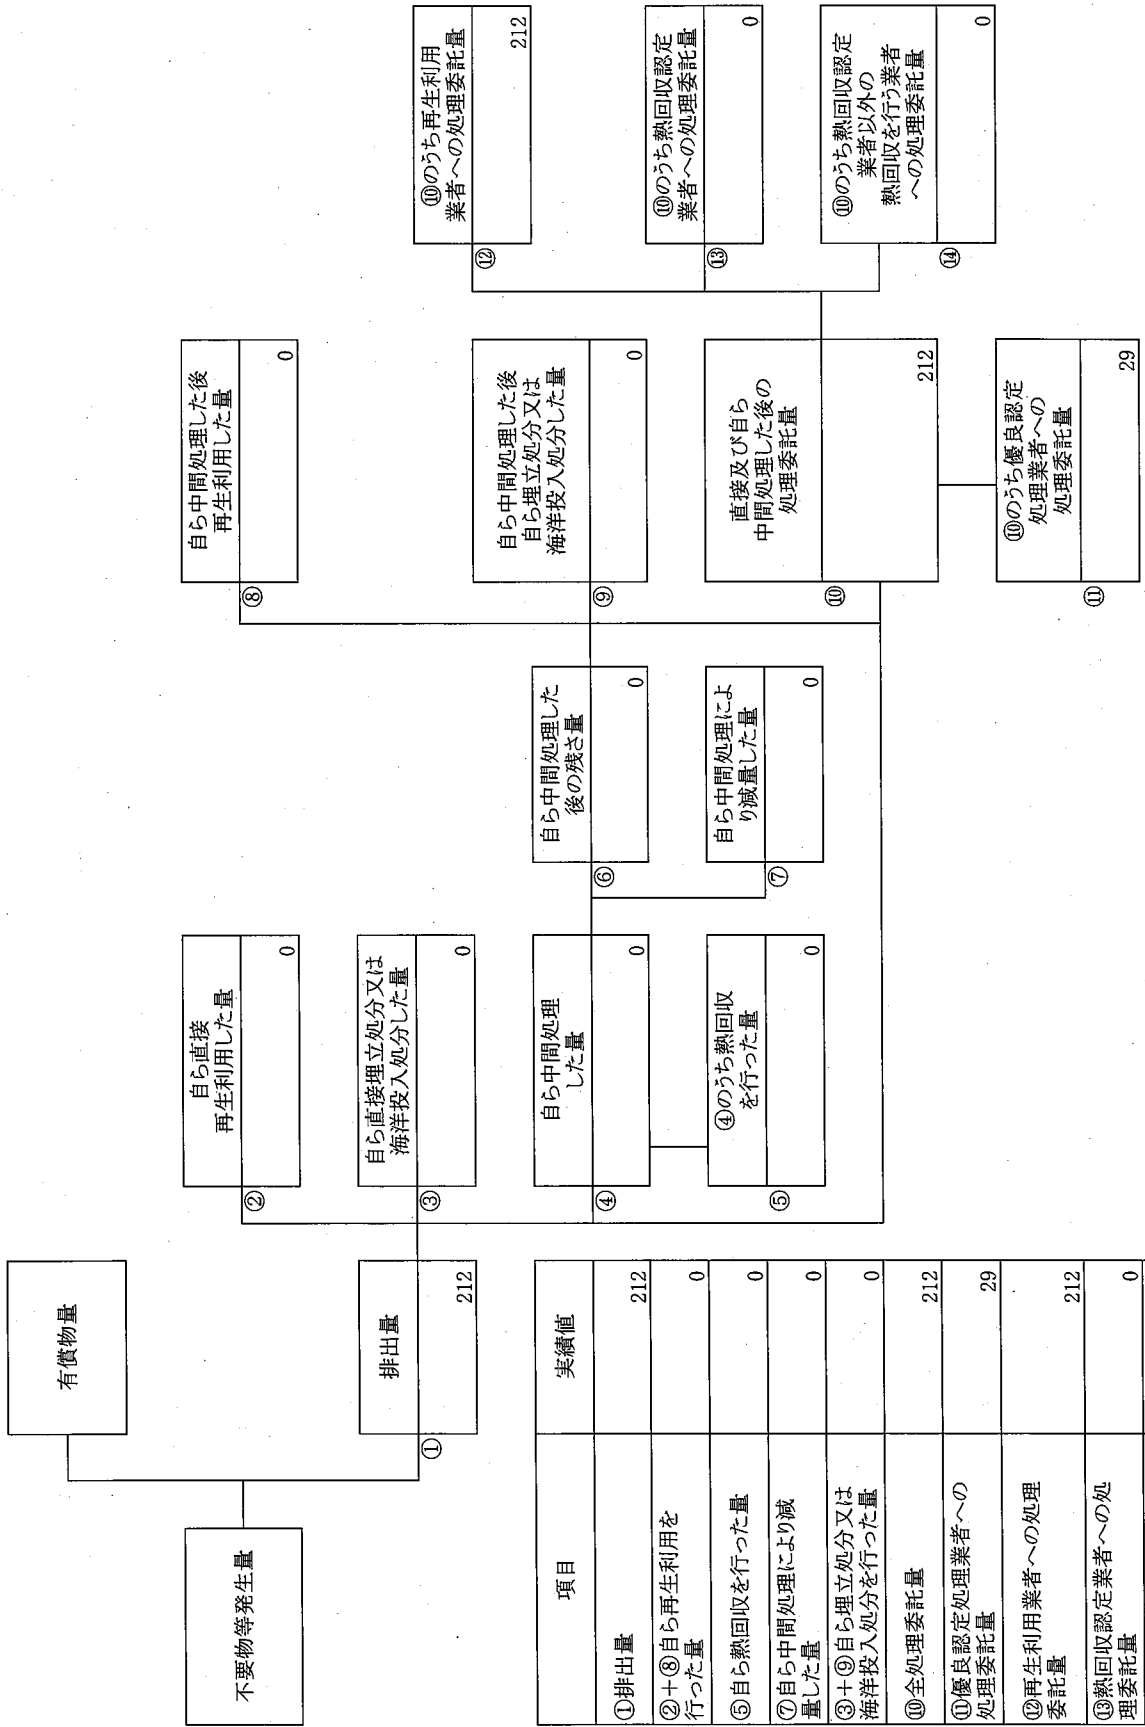 不要物等発生量
有償物量
①
排出量
212
②
自ら直接
再生利用した量
0
③
自ら直接埋立処分又は
海洋投入処分した量
0
④
自ら中間処理
した量
0
⑤
④のうち熱回収
を行った量
0
⑥
自ら中間処理した
後の残さ量
0
⑦
自ら中間処理によ
り減量した量
0
⑧
自ら中間処理した後
再生利用した量
0
⑨
自ら中間処理した後
自ら埋立処分又は
海洋投入処分した量
0
⑩
直接及び自ら
中間処理した後の
処理委託量
212
⑪
⑩のうち優良認定
処理業者への
処理委託量
29
⑫
⑩のうち再生利用
業者への処理委託量
212
⑬
⑩のうち熱回収認定
業者への処理委託量
0
⑭
⑩のうち熱回収認定
業者以外の
熱回収を行う業者
への処理委託量
0
項目 実績値
①排出量 212
②+⑧自ら再生利用を
行った量 0
⑤自ら熱回収を行った量 0
⑦自ら中間処理により減
量した量 0
③+⑨自ら埋立処分又は
海洋投入処分を行った量 0
⑩全処理委託量 212
⑪優良認定処理業者への
処理委託量 29
⑫再生利用業者への処理
委託量 212
⑬熱回収認定業者への処
理委託量 0